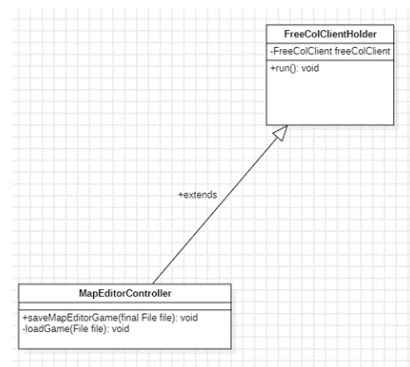 FreeColClientHolder
-FreeColClient freeColClient
+run(): void
+extends
MapEditorController
+saveMapEditorGame(final File file): void
-loadGame(File file): void